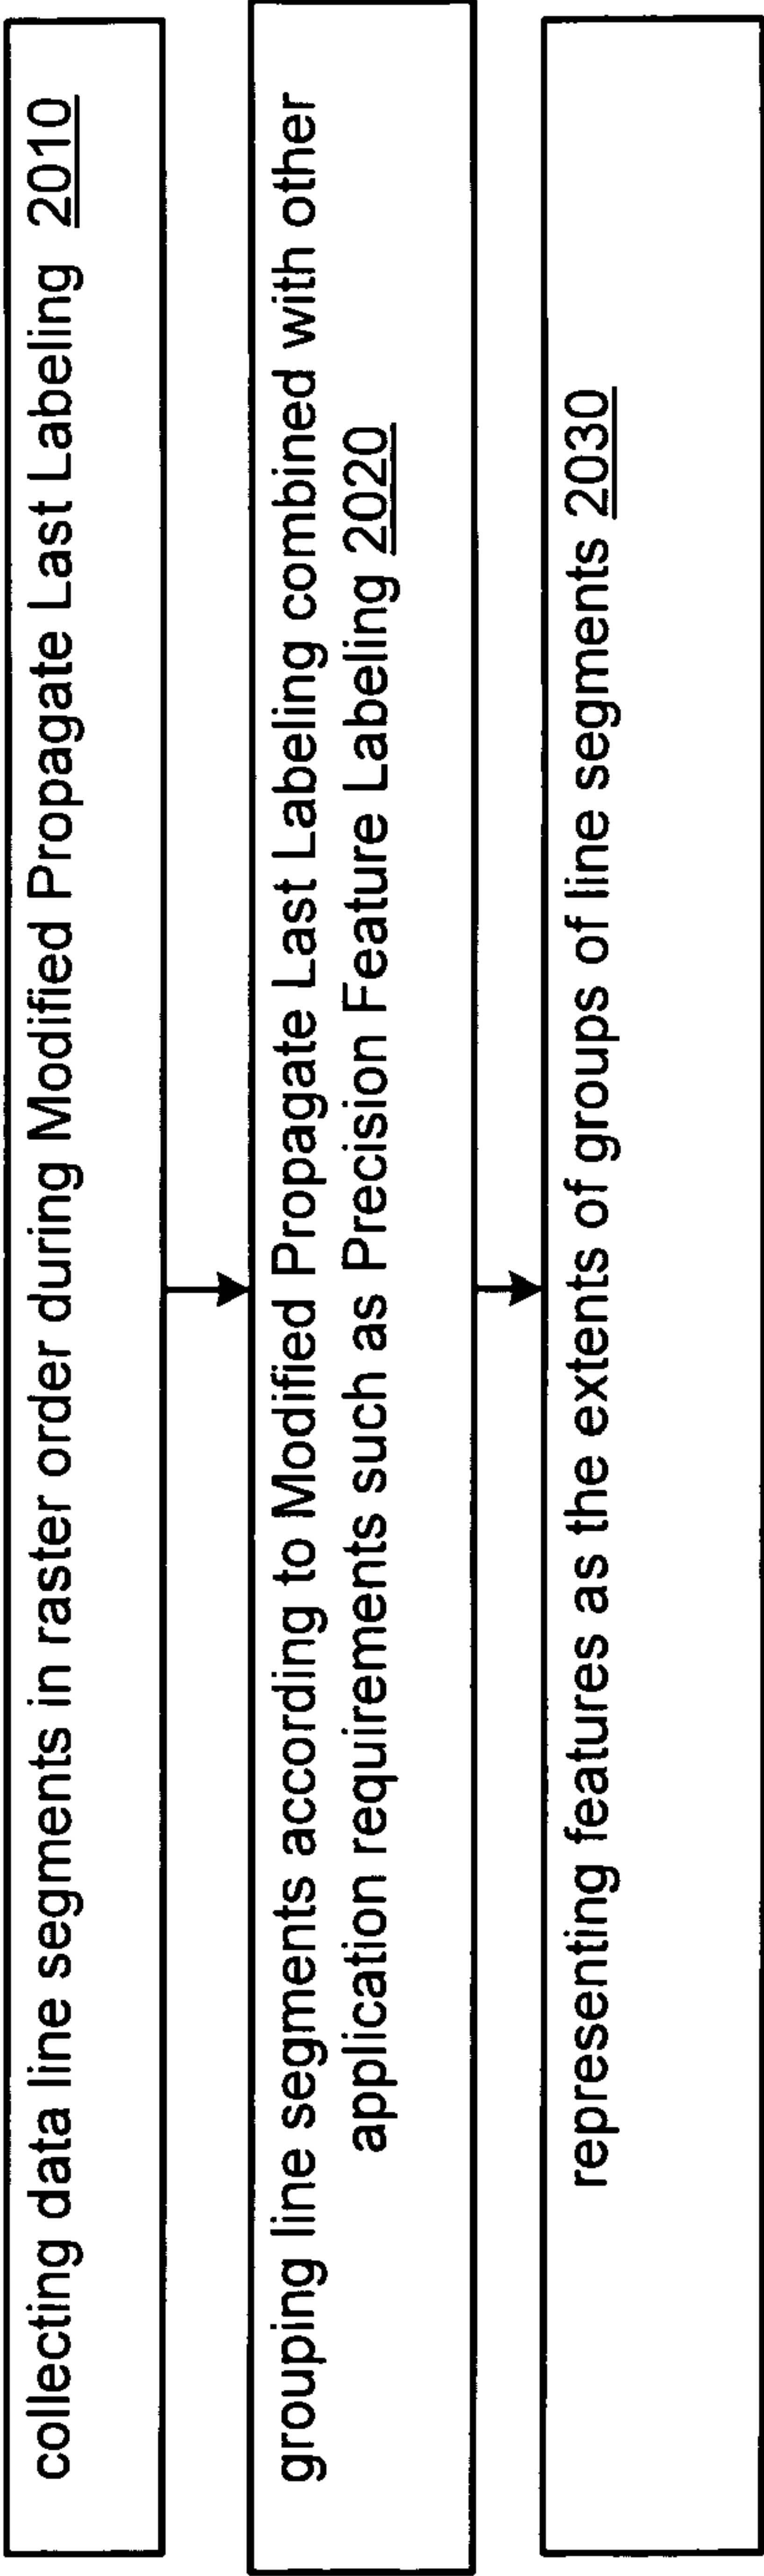 collecting data line segments in raster order during Modified Propagate Last Labeling 2010
grouping line segments according to Modified Propagate Last Labeling combined with other
application requirements such as Precision Feature Labeling 2020
representing features as the extents of groups of line segments 2030